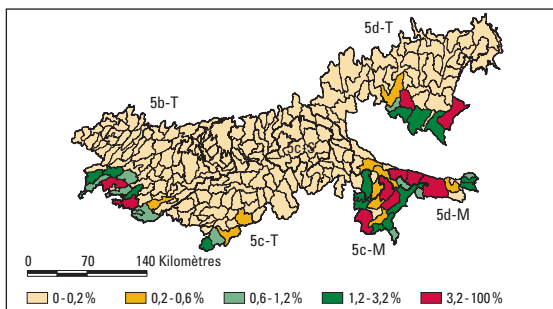 5d-T
5b-T
5c-S
5d-M
5c-T
5c-M
0 70 140 Kilomètres
0-0,2% 0,2-0,6% 0,6-1,2% 1,2-3,2% 3,2-100%